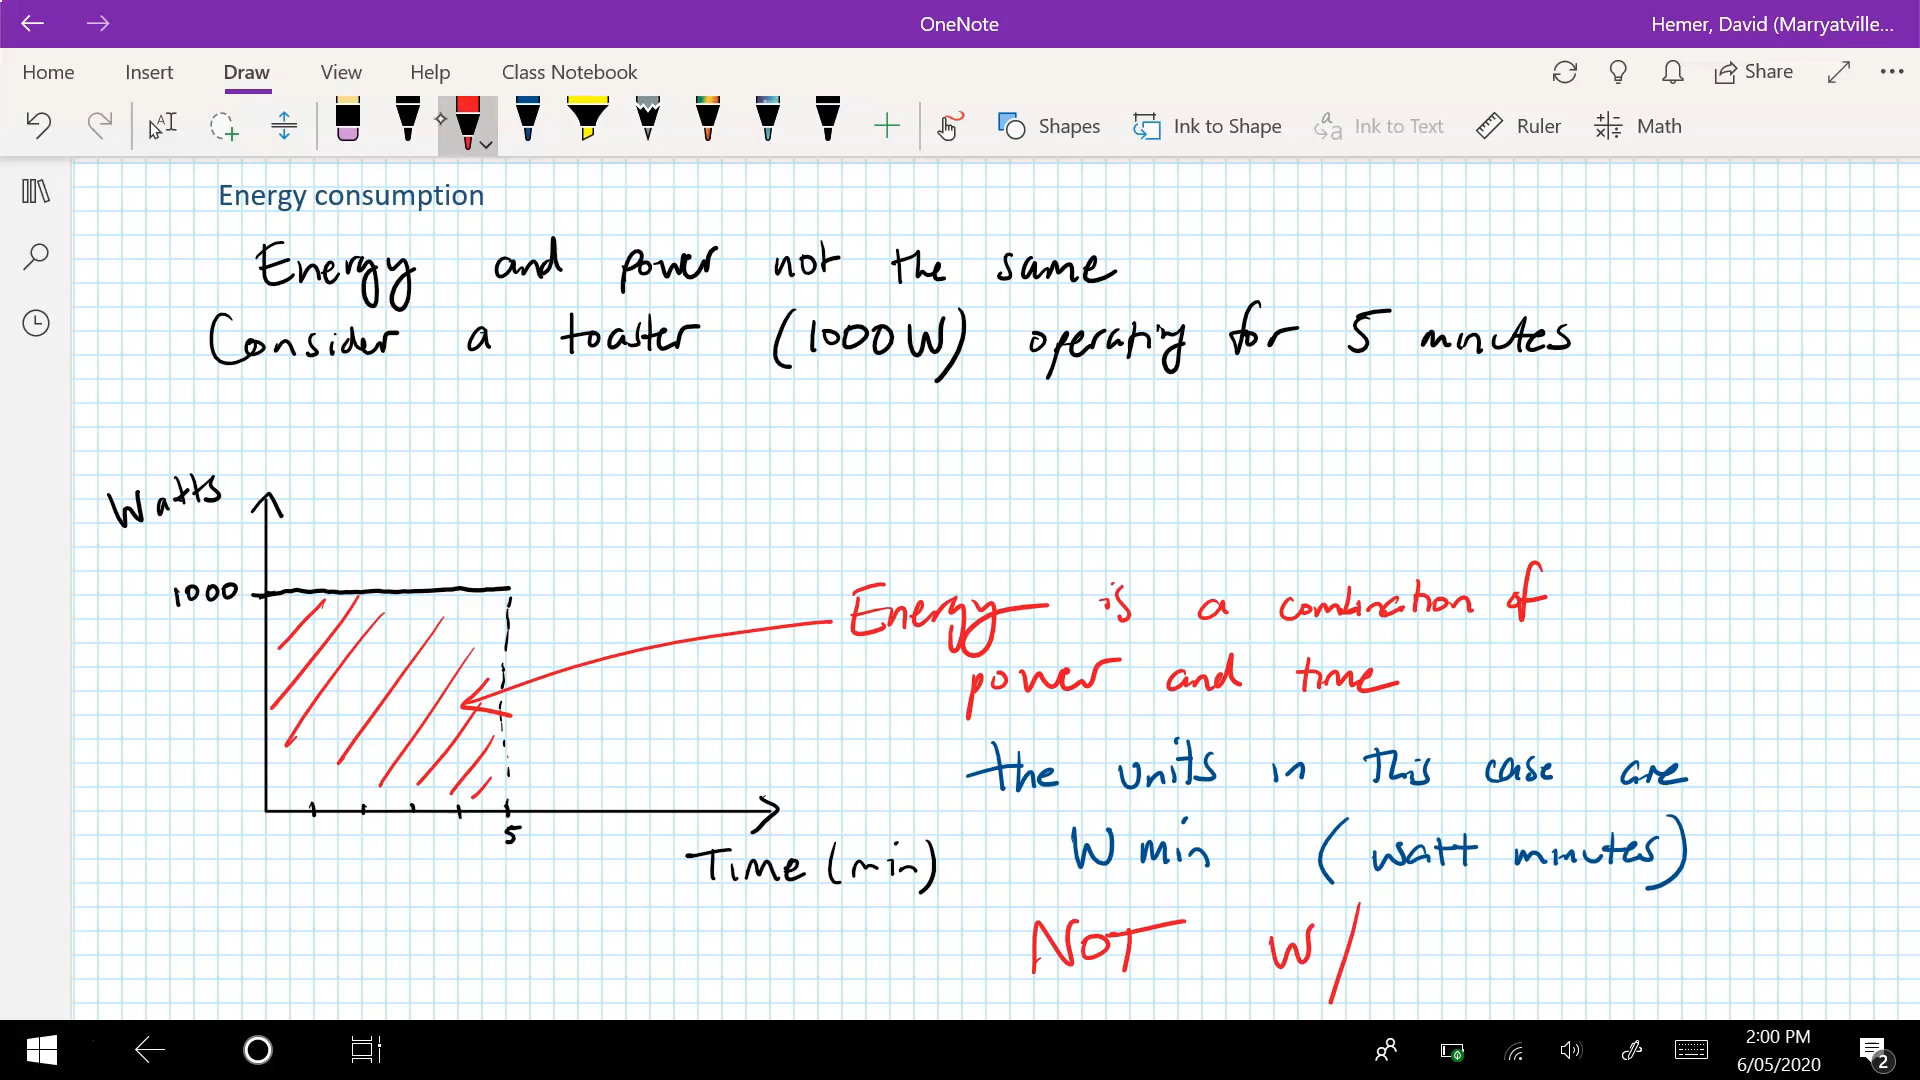 OneNote
Hemer, David (Marryatville...
Home Insert Draw View Help Class Notebook Share
Shapes Ink to Shape Ink to Text Ruler Math
Energy consumption
Energy and power not the same
Consider a toaster (1000W) operating for 5 minutes
Watts
1000
Energy is a combination of
power and time
the units in this case are
5
W min (watt minutes)
Time (min)
NOT W/
2:00 PM
6/05/2020
2